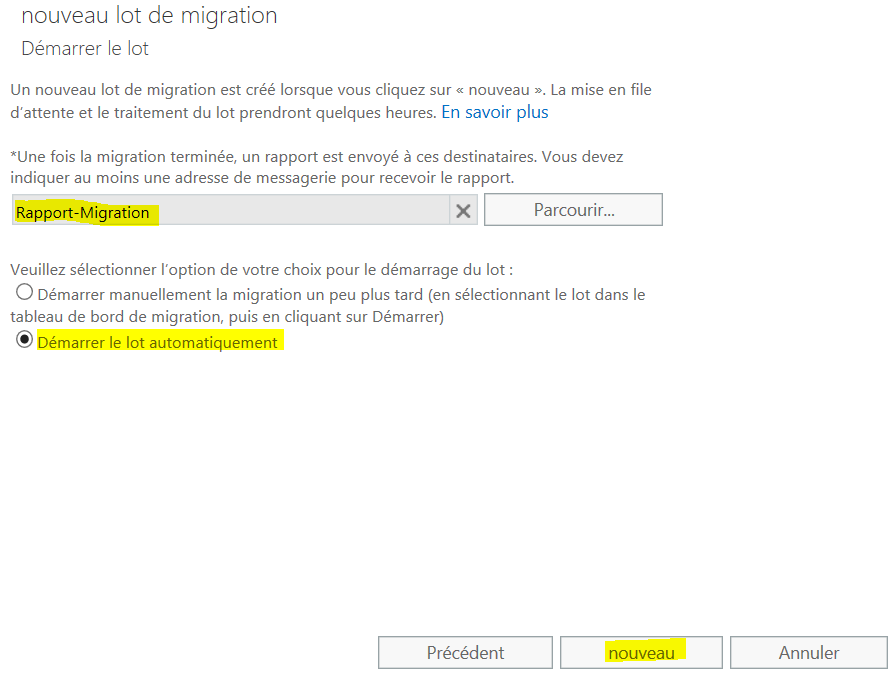 nouveau lot de migration
Démarrer le lot
Un nouveau lot de migration est créé lorsque vous cliquez sur « nouveau ». La mise en file
d'attente et le traitement du lot prendront quelques heures. En savoir plus
*Une fois la migration terminée, un rapport est envoyé à ces destinataires. Vous devez
indiquer au moins une adresse de messagerie pour recevoir le rapport.
Rapport-Migration
Parcourir...
Veuillez sélectionner l'option de votre choix pour le démarrage du lot :
Démarrer manuellement la migration un peu plus tard (en sélectionnant le lot dans le
tableau de bord de migration, puis en cliquant sur Démarrer)
Démarrer le lot automatiquement
Précédent
nouveau
Annuler